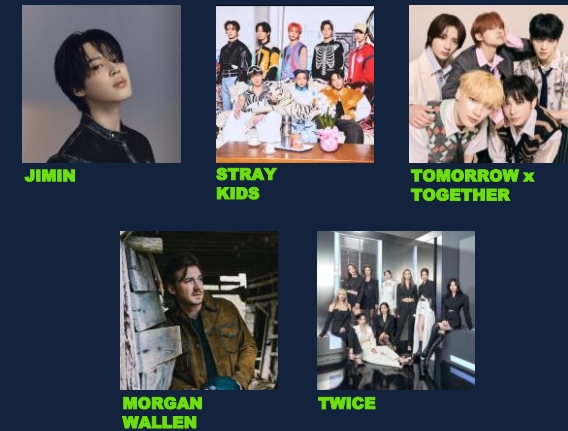 JIMIN
STRAY
KIDS
TOMORROW x
TOGETHER
MORGAN
WALLEN
TWICE